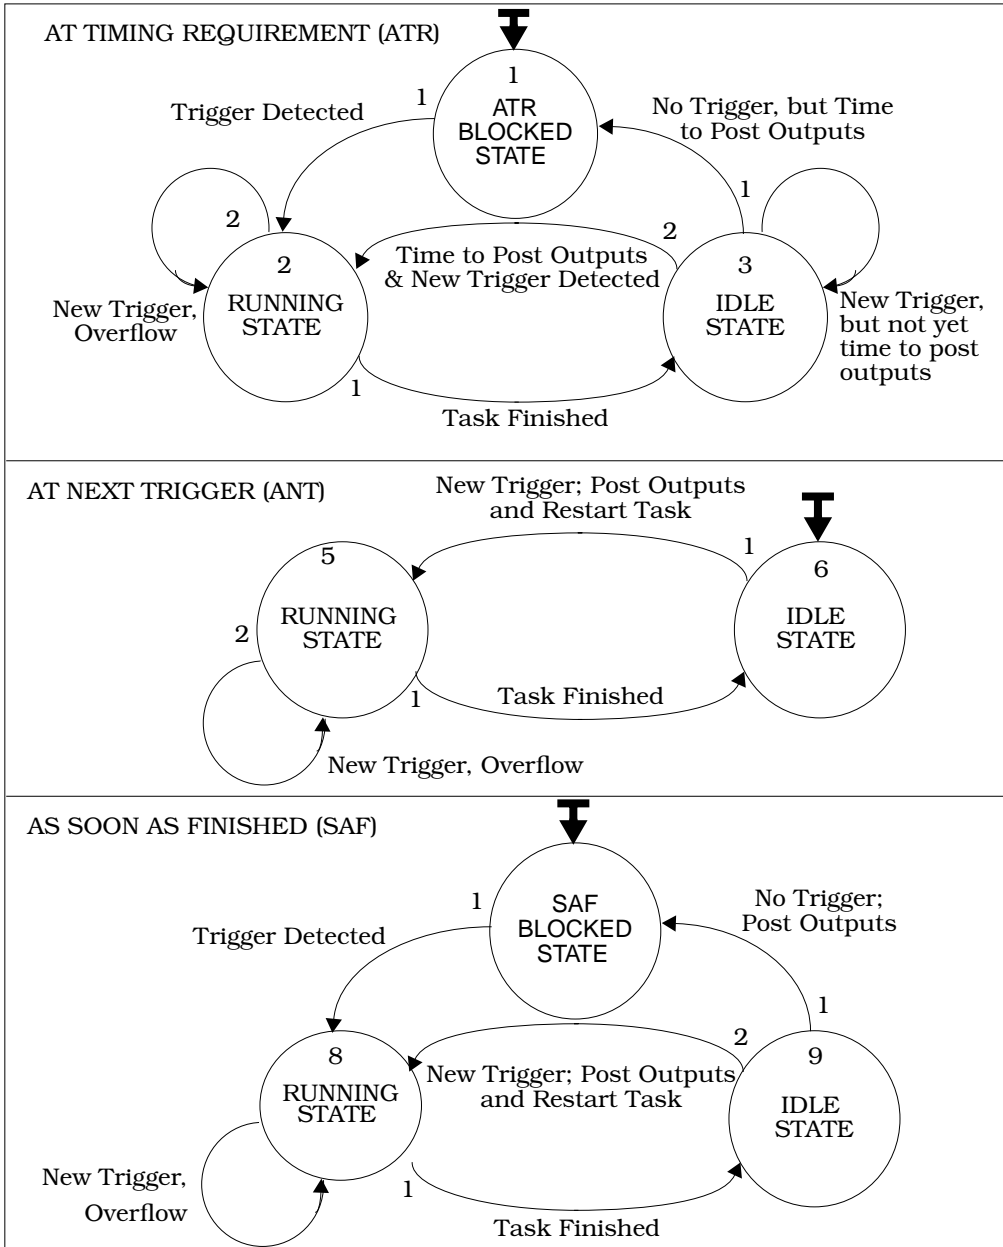 AT TIMING REQUIREMENT (ATR)
1
ATR
BLOCKED
STATE
1
Trigger Detected
No Trigger, but Time
to Post Outputs
1
2
2
RUNNING
STATE
New Trigger,
Overflow
Time to Post Outputs
& New Trigger Detected
2
3
IDLE
STATE
New Trigger,
but not yet
time to post
outputs
1
Task Finished
AT NEXT TRIGGER (ANT)
New Trigger; Post Outputs
and Restart Task
1
5
RUNNING
STATE
2
6
IDLE
STATE
1
Task Finished
New Trigger, Overflow
AS SOON AS FINISHED (SAF)
SAF
BLOCKED
STATE
1
Trigger Detected
No Trigger;
Post Outputs
1
2
8
RUNNING
STATE
New Trigger; Post Outputs
and Restart Task
9
IDLE
STATE
New Trigger,
Overflow
1
Task Finished